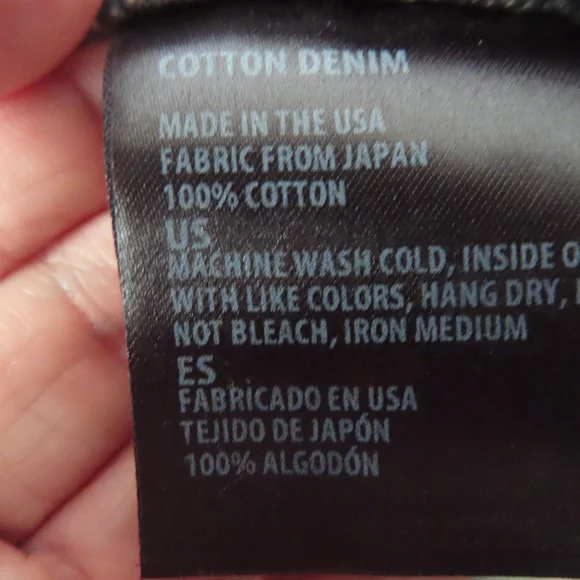 COTTON DENIM
MADE IN THE USA
FABRIC FROM JAPAN
100% COTTON
US
MACHINE WASH COLD, INSIDE
WITH LIKE COLORS, HANG DRY,
NOT BLEACH, IRON MEDIUM
ES
FABRICADO EN USA
TEJIDO DE JAPÓN
100% ALGODÓN